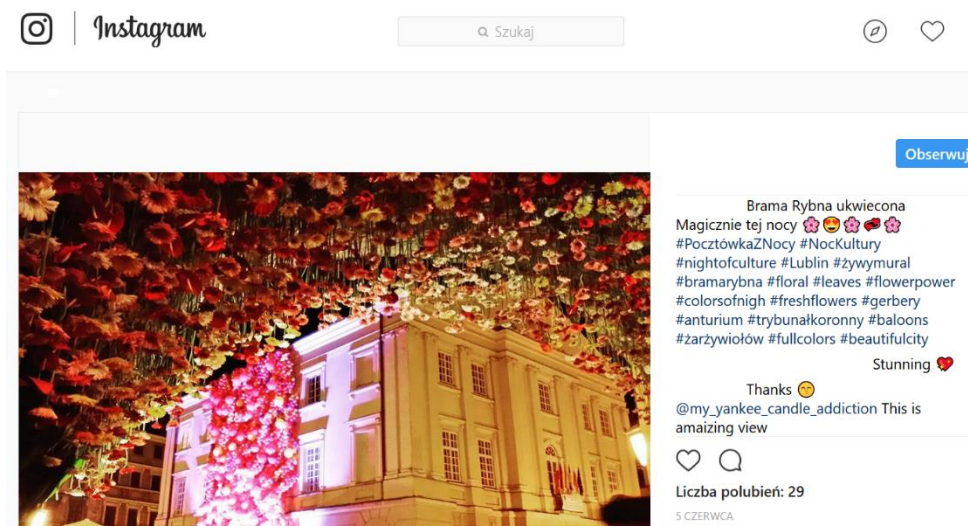 Instagram
Szukaj
Obserwuj
Brama Rybna ukwiecona
Magicznie tej nocy 🌸😍🌸💞🌸
#PocztówkaZNocy #NocKultury
#nightofculture #Lublin #żywymural
#bramarybna #floral #leaves #flowerpower
#colorsofnigh #freshflowers #gerbery
#anturium #trybunałkoronny #baloons
#żarżywiołów #fullcolors #beautifulcity
Stunning 💖
Thanks 😊
@my_yankee_candle_addiction This is
amaizing view
Liczba polubień: 29
5 CZERWCA